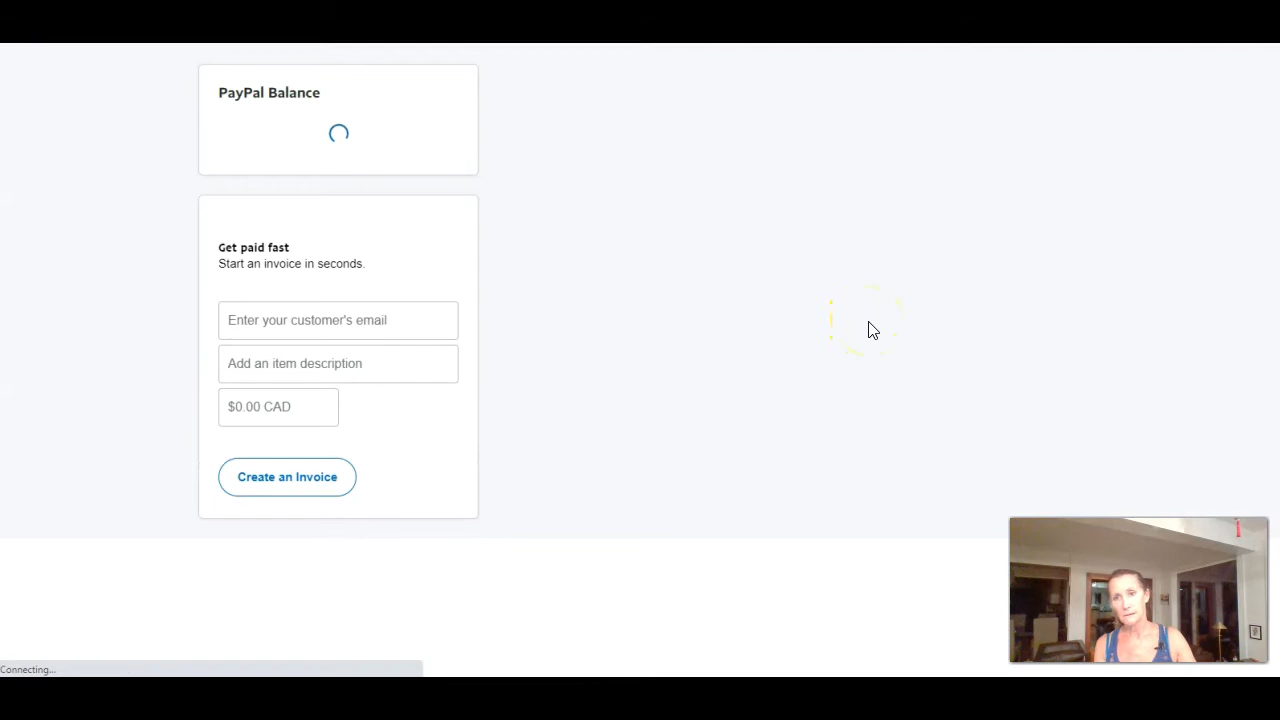 PayPal Balance
Get paid fast
Start an invoice in seconds.
Enter your customer's email
Add an item description
$0.00 CAD
Create an Invoice
Connecting...